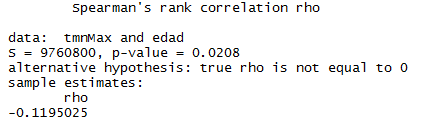 Spearman's rank correlation rho
data: tmnMax and edad
S = 9760800, p-value = 0.0208
alternative hypothesis: true rho is not equal to 0
sample estimates:
rho
-0.1195025